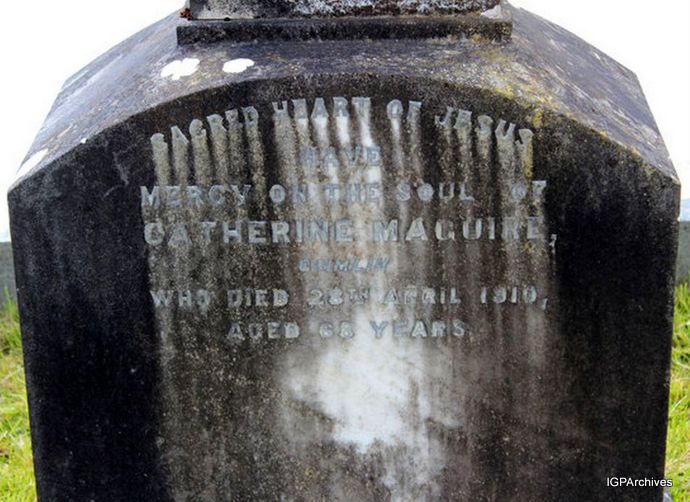 SACRED HEART OF JESUS
HAVE
MERCY ON THE SOUL OF
CATHERINE MAGUIRE,
WHO DIED 28TH APRIL 1910,
AGED 68 YEARS
IGPArchives